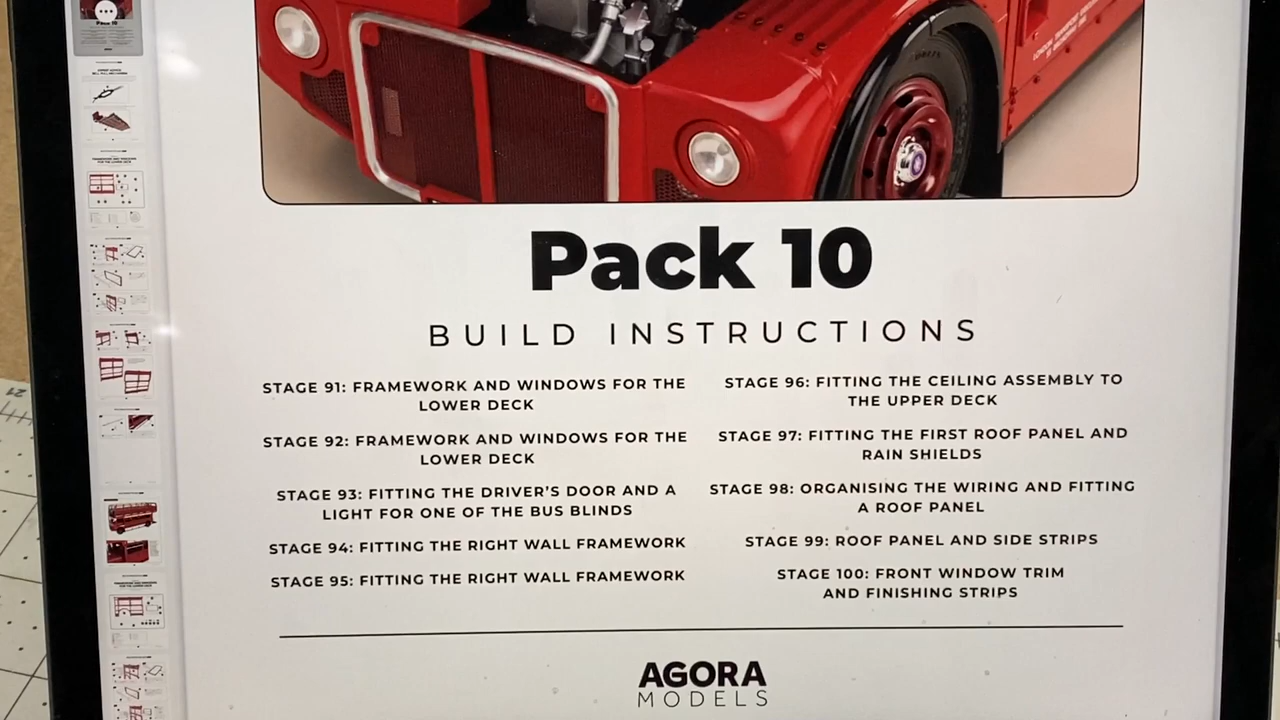 Pack 10
BUILD INSTRUCTIONS
STAGE 91: FRAMEWORK AND WINDOWS FOR THE
LOWER DECK
STAGE 92: FRAMEWORK AND WINDOWS FOR THE
LOWER DECK
STAGE 93: FITTING THE DRIVER'S DOOR AND A
LIGHT FOR ONE OF THE BUS BLINDS
STAGE 94: FITTING THE RIGHT WALL FRAMEWORK
STAGE 95: FITTING THE RIGHT WALL FRAMEWORK
STAGE 96: FITTING THE CEILING ASSEMBLY TO
THE UPPER DECK
STAGE 97: FITTING THE FIRST ROOF PANEL AND
RAIN SHIELDS
STAGE 98: ORGANISING THE WIRING AND FITTING
A ROOF PANEL
STAGE 99: ROOF PANEL AND SIDE STRIPS
STAGE 100: FRONT WINDOW TRIM
AND FINISHING STRIPS
AGORA
MODELS
Pack 10
21